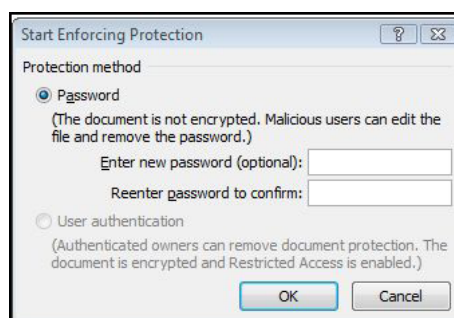 Start Enforcing Protection
Protection method
Password
(The document is not encrypted. Malicious users can edit the
file and remove the password.)
Enter new password (optional):
Reenter password to confirm:
User authentication
(Authenticated owners can remove document protection. The
document is encrypted and Restricted Access is enabled.)
OK Cancel